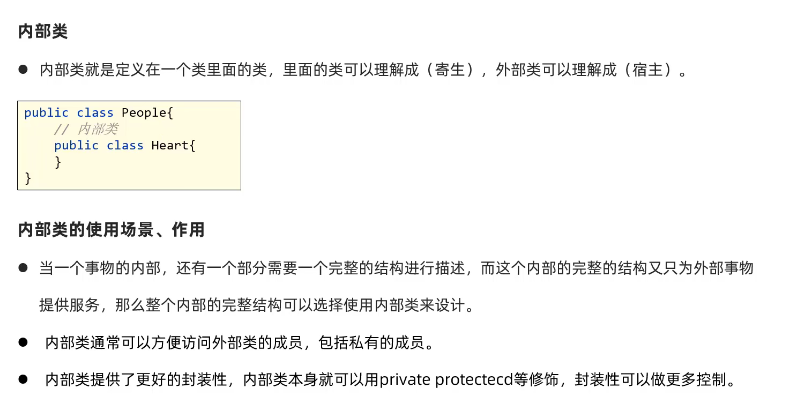 内部类
● 内部类就是定义在一个类里面的类，里面的类可以理解成（寄生），外部类可以理解成（宿主）。
public class People{
    // 内部类
    public class Heart{
    }
}
内部类的使用场景、作用
● 当一个事物的内部，还有一个部分需要一个完整的结构进行描述，而这个内部的完整的结构又只为外部事物
提供服务，那么整个内部的完整结构可以选择使用内部类来设计。
● 内部类通常可以方便访问外部类的成员，包括私有的成员。
● 内部类提供了更好的封装性，内部类本身就可以用private protectecd等修饰，封装性可以做更多控制。